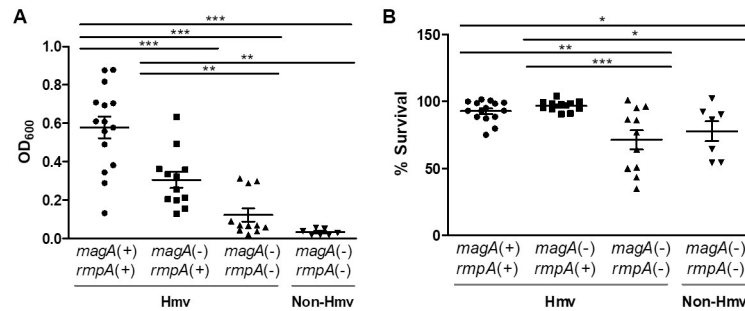 A
***
***
***
**
**
OD600
1.0
0.8
0.6
0.4
0.2
0.0
magA(+) magA(-) magA(-) magA(-)
rmpA(+) rmpA(+) rmpA(-) rmpA(-)
Hmv Non-Hmv
B
*
*
**
***
% Survival
150
100
50
0
magA(+) magA(-) magA(-) magA(-)
rmpA(+) rmpA(+) rmpA(-) rmpA(-)
Hmv Non-Hmv